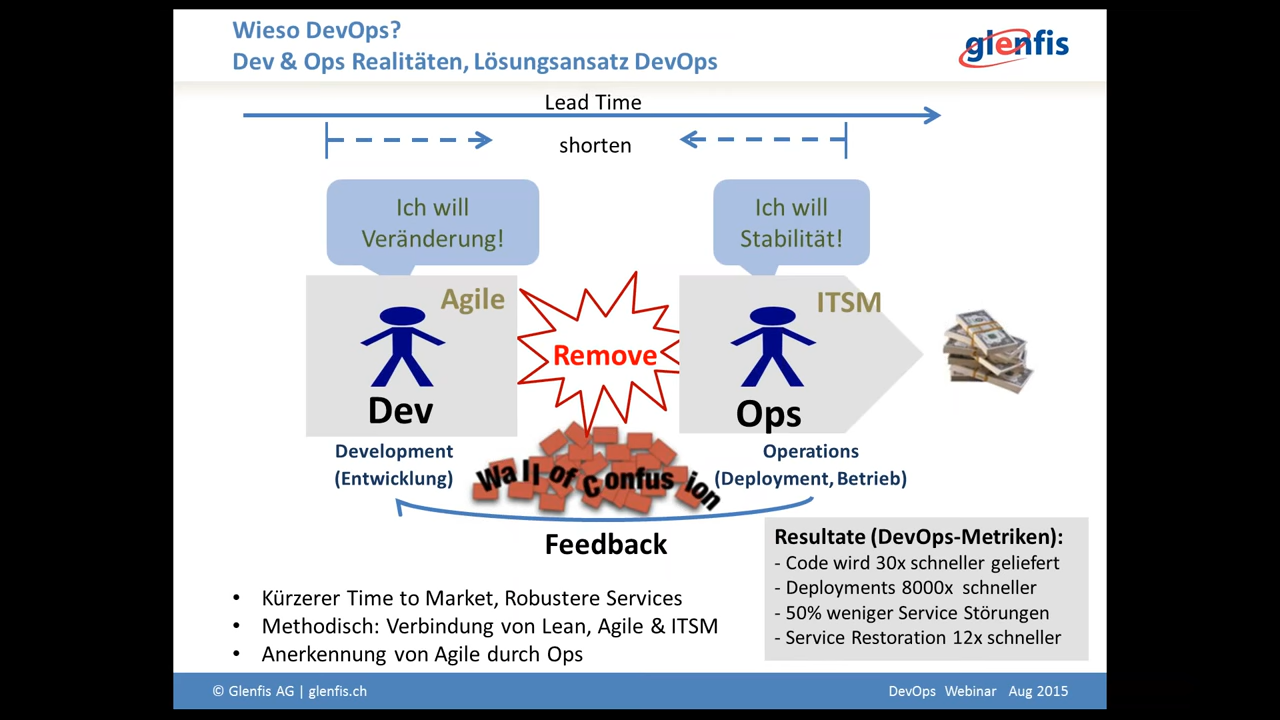 Wieso DevOps?
Dev & Ops Realitäten, Lösungsansatz DevOps
glenfis
Lead Time
shorten
Ich will
Veränderung!
Ich will
Stabilität!
Agile
ITSM
Remove
Dev
Ops
Development
(Entwicklung)
Wall of Confusion
Operations
(Deployment, Betrieb)
Feedback
Resultate (DevOps-Metriken):
- Code wird 30x schneller geliefert
- Deployments 8000x schneller
- 50% weniger Service Störungen
- Service Restoration 12x schneller
• Kürzerer Time to Market, Robustere Services
• Methodisch: Verbindung von Lean, Agile & ITSM
• Anerkennung von Agile durch Ops
© Glenfis AG | glenfis.ch
DevOps Webinar Aug 2015